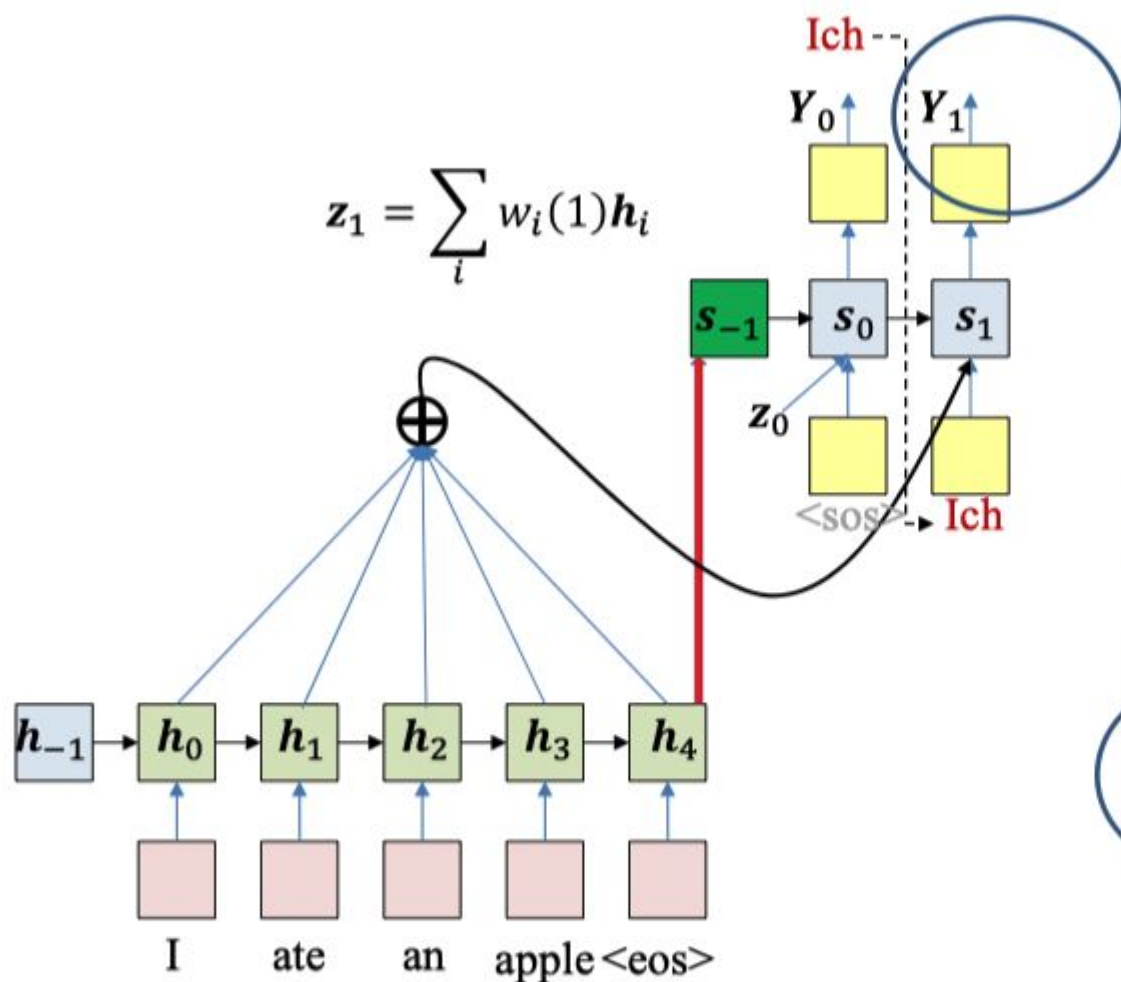 Ich
Y₀ Y₁
z₁ = ∑ᵢ wᵢ(1)hᵢ
s₋₁ s₀ s₁
z₀
<sos> Ich
h₋₁ h₀ h₁ h₂ h₃ h₄
I ate an apple <eos>